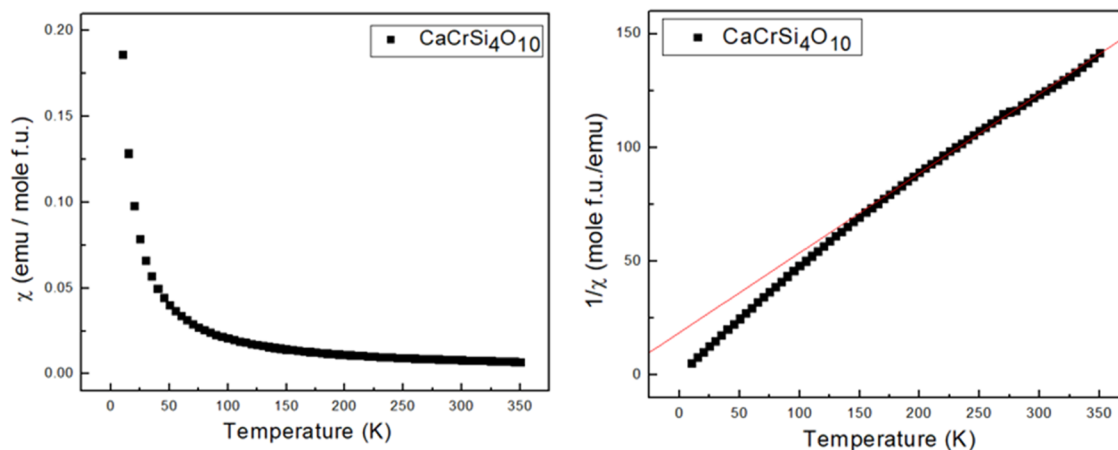 CaCrSi4O10
χ (emu / mole f.u.)
0.20
0.15
0.10
0.05
0.00
0 50 100 150 200 250 300 350
Temperature (K)
CaCrSi4O10
1/χ (mole f.u./emu)
150
100
50
0
0 50 100 150 200 250 300 350
Temperature (K)